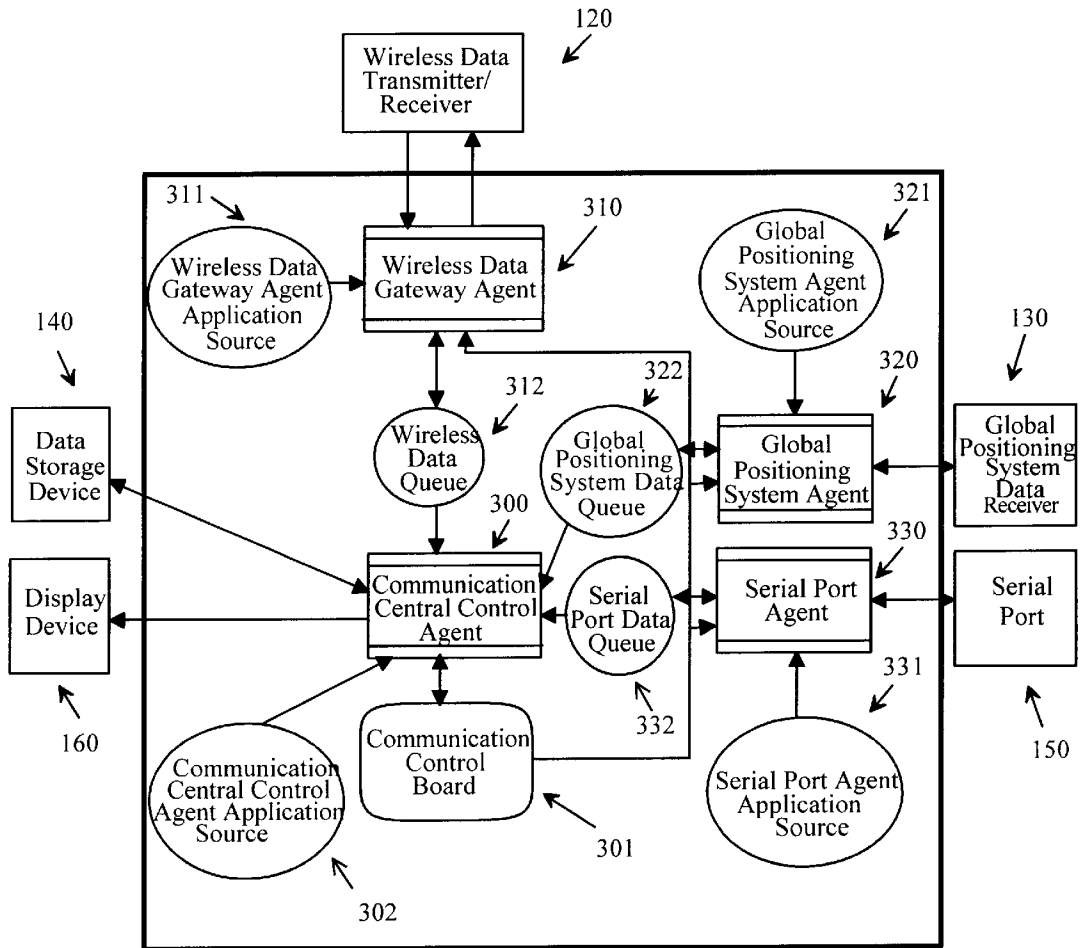 120
Wireless Data
Transmitter/
Receiver
311
310
321
Wireless Data
Gateway Agent
Application
Source
Wireless Data
Gateway Agent
Global
Positioning
System Agent
Application
Source
140
130
312
322
320
Data
Storage
Device
Wireless
Data
Queue
Global
Positioning
System Data
Queue
Global
Positioning
System Agent
Global
Positioning
System
Data
Receiver
300
330
Display
Device
Communication
Central Control
Agent
Serial
Port Data
Queue
Serial Port
Agent
Serial
Port
160
332
331
150
Communication
Central Control
Agent Application
Source
Communication
Control
Board
Serial Port Agent
Application
Source
301
302